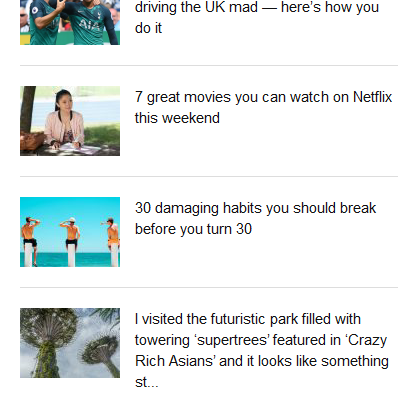 driving the UK mad — here’s how you
do it
7 great movies you can watch on Netflix
this weekend
30 damaging habits you should break
before you turn 30
I visited the futuristic park filled with
towering ‘supertrees’ featured in ‘Crazy
Rich Asians’ and it looks like something
st...
AIA